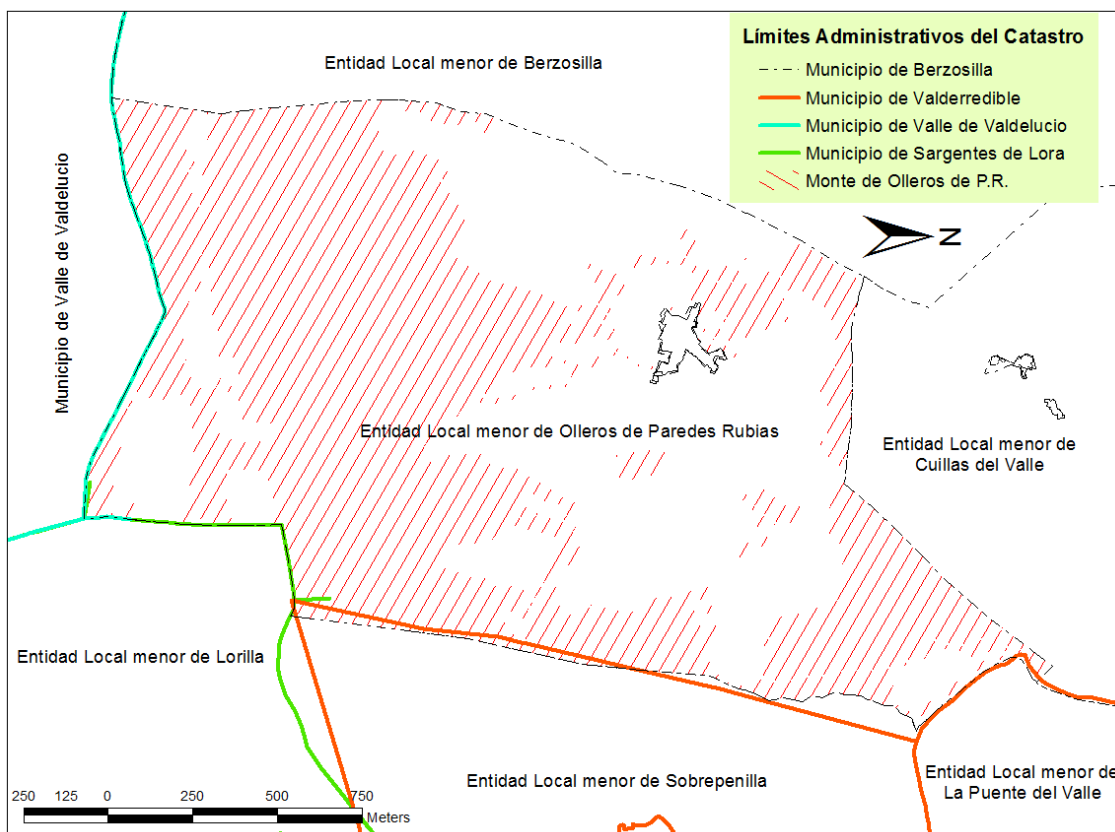 Entidad Local menor de Berzosilla
Límites Administrativos del Catastro
Municipio de Berzosilla
Municipio de Valderredible
Municipio de Valle de Valdelucio
Municipio de Sargentes de Lora
Monte de Olleros de P.R.
N
Municipio de Valle de Valdelucio
Entidad Local menor de Olleros de Paredes Rubias
Entidad Local menor de
Cuillas del Valle
Entidad Local menor de Lorilla
Entidad Local menor de Sobrepenilla
Entidad Local menor de
La Puente del Valle
250 125 0 250 500 750
Meters